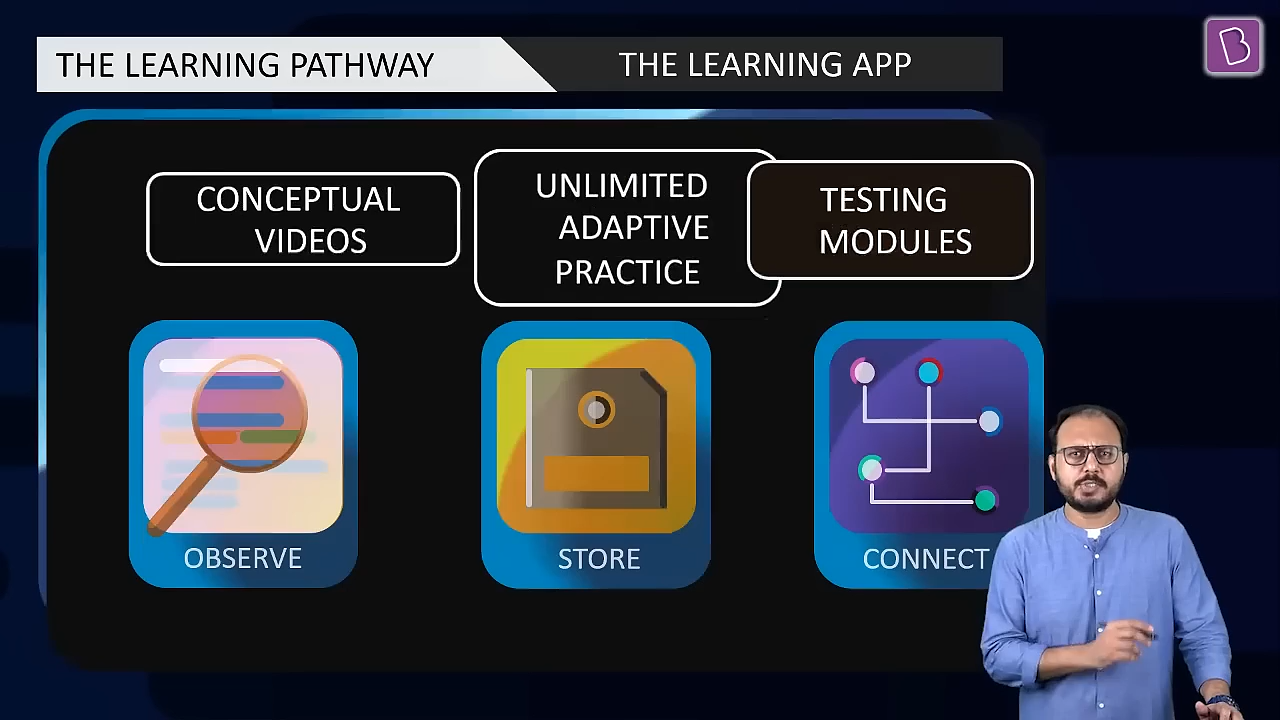 THE LEARNING PATHWAY
THE LEARNING APP
CONCEPTUAL
VIDEOS
UNLIMITED
ADAPTIVE
PRACTICE
TESTING
MODULES
OBSERVE
STORE
CONNECT